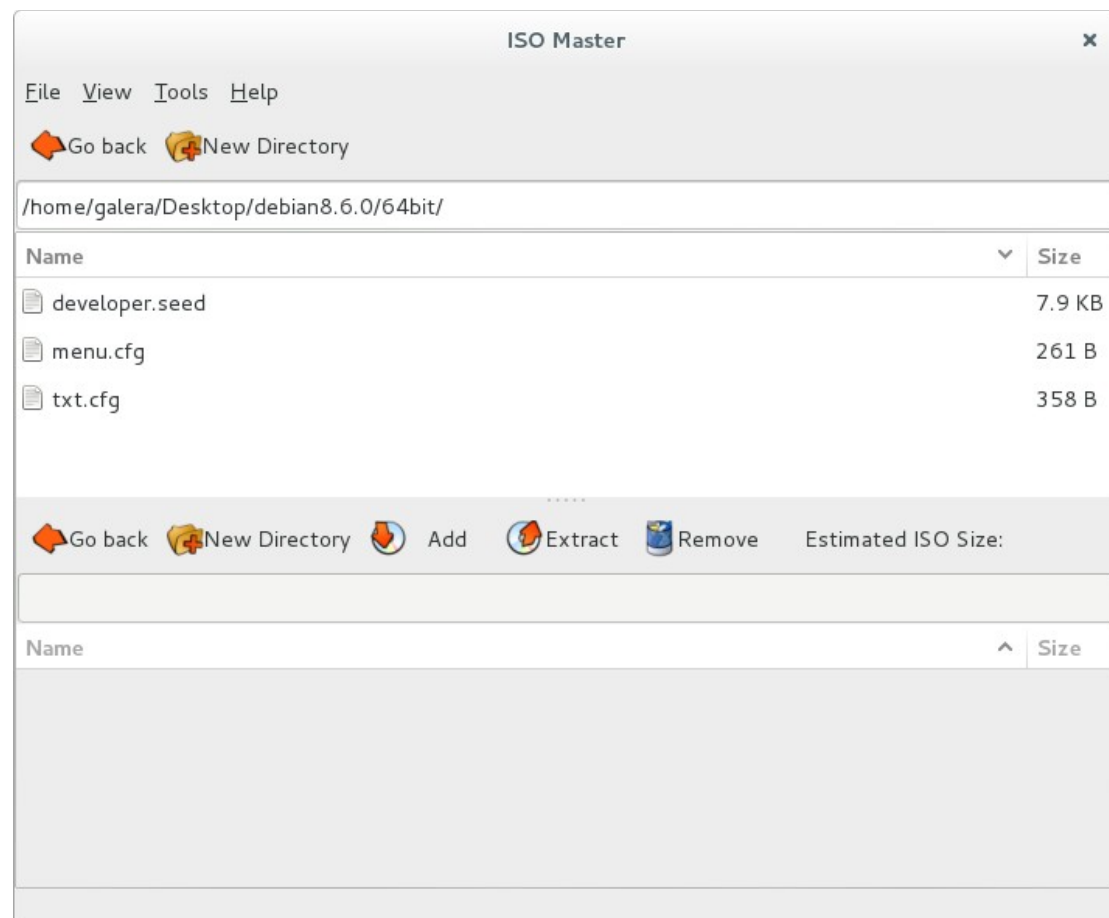 ISO Master
File View Tools Help
Go back New Directory
/home/galera/Desktop/debian8.6.0/64bit/
Name Size
developer.seed 7.9 KB
menu.cfg 261 B
txt.cfg 358 B
Go back New Directory Add Extract Remove Estimated ISO Size:
Name Size